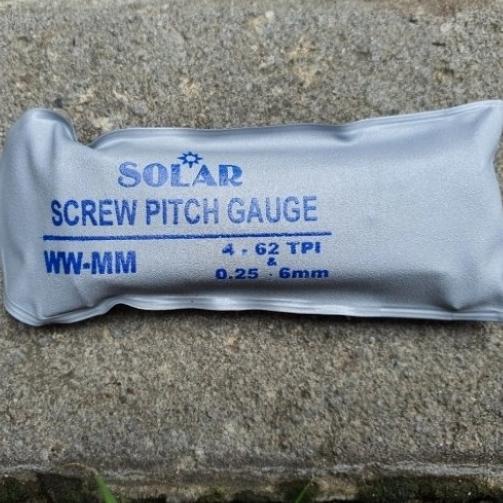 SOLAR
SCREW PITCH GAUGE
WW-MM
4 - 62 TPI
&
0.25 - 6mm